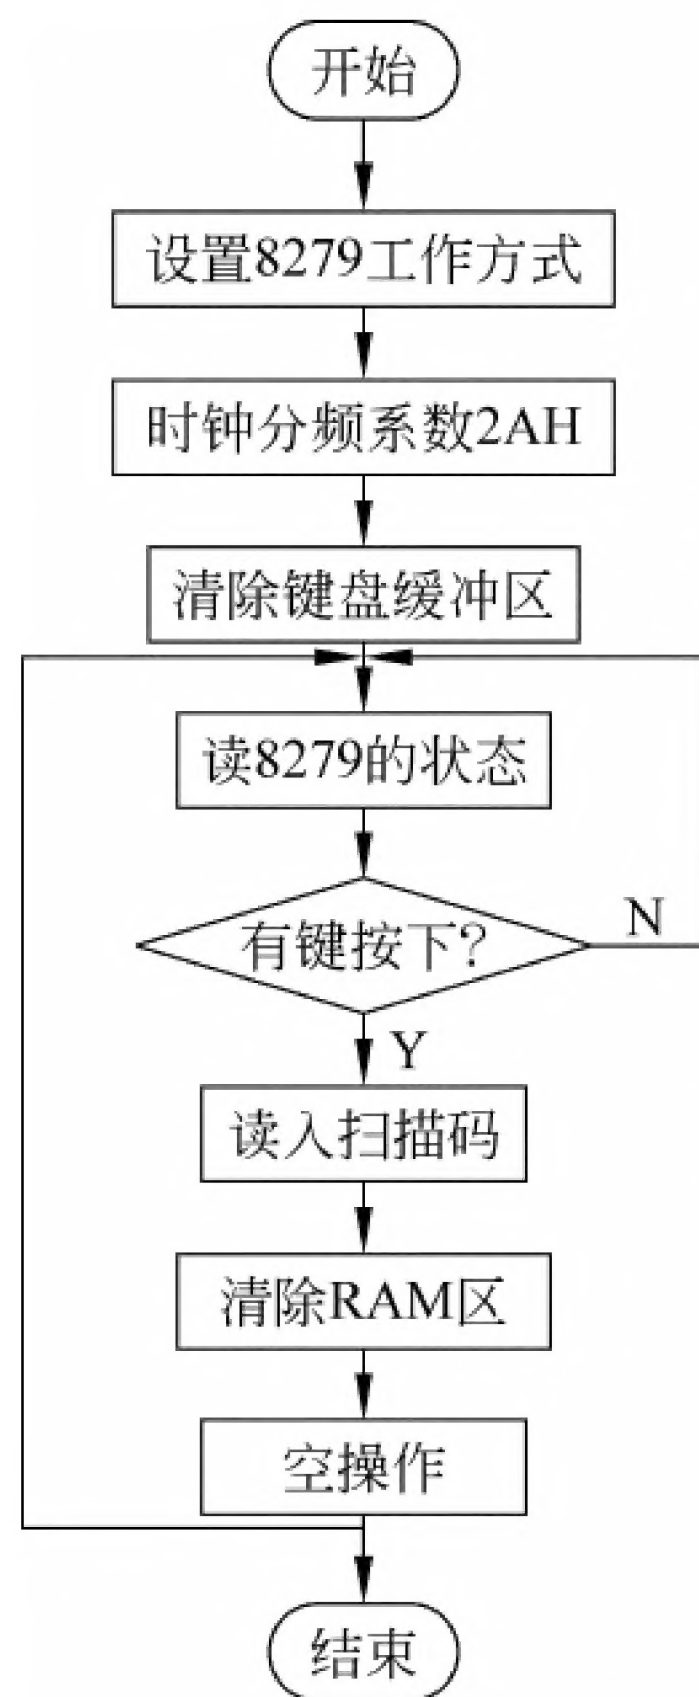 开始
设置8279工作方式
时钟分频系数2AH
清除键盘缓冲区
读8279的状态
有键按下?
N
Y
读入扫描码
清除RAM区
空操作
结束